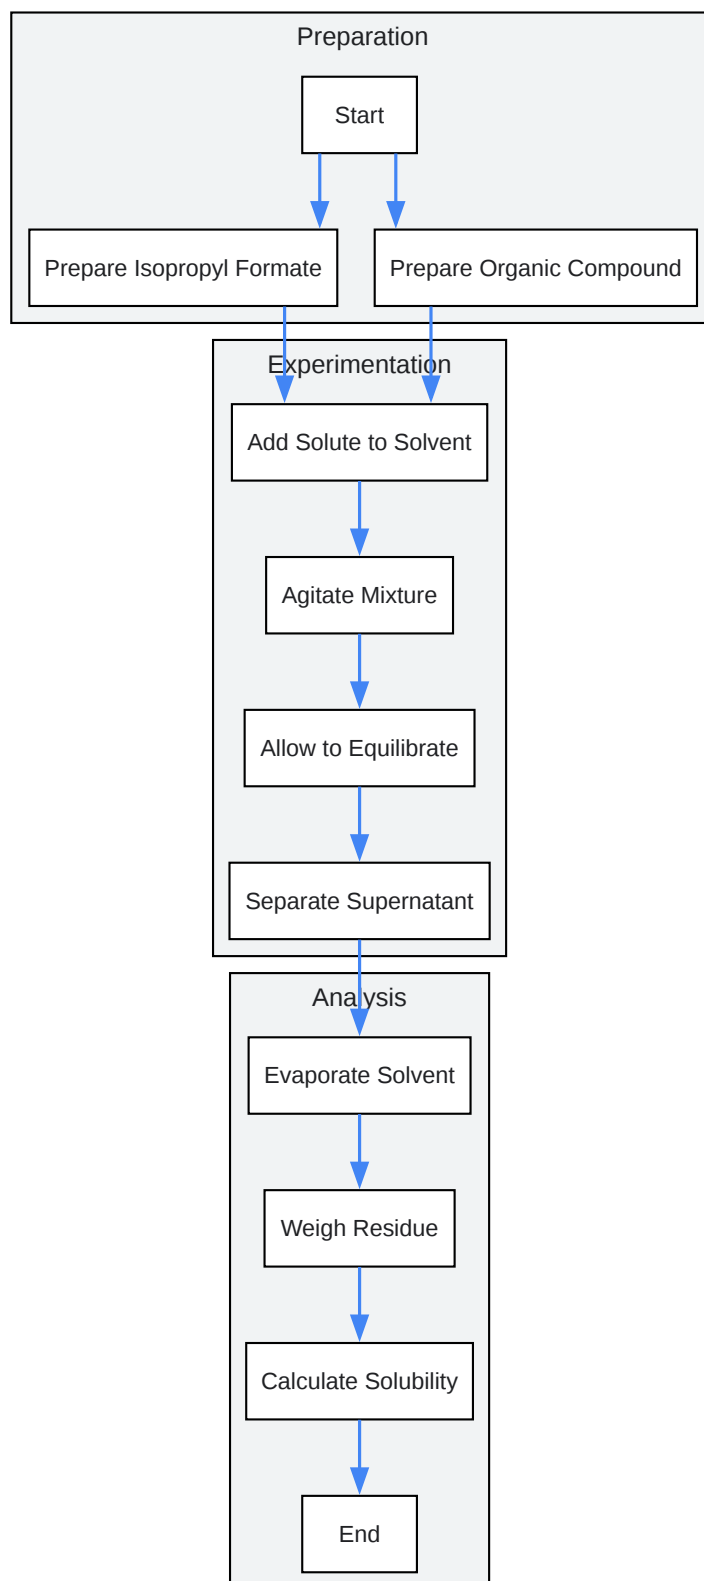 Preparation
Start
Prepare Isopropyl Formate
Prepare Organic Compound
Experimentation
Add Solute to Solvent
Agitate Mixture
Allow to Equilibrate
Separate Supernatant
Analysis
Evaporate Solvent
Weigh Residue
Calculate Solubility
End